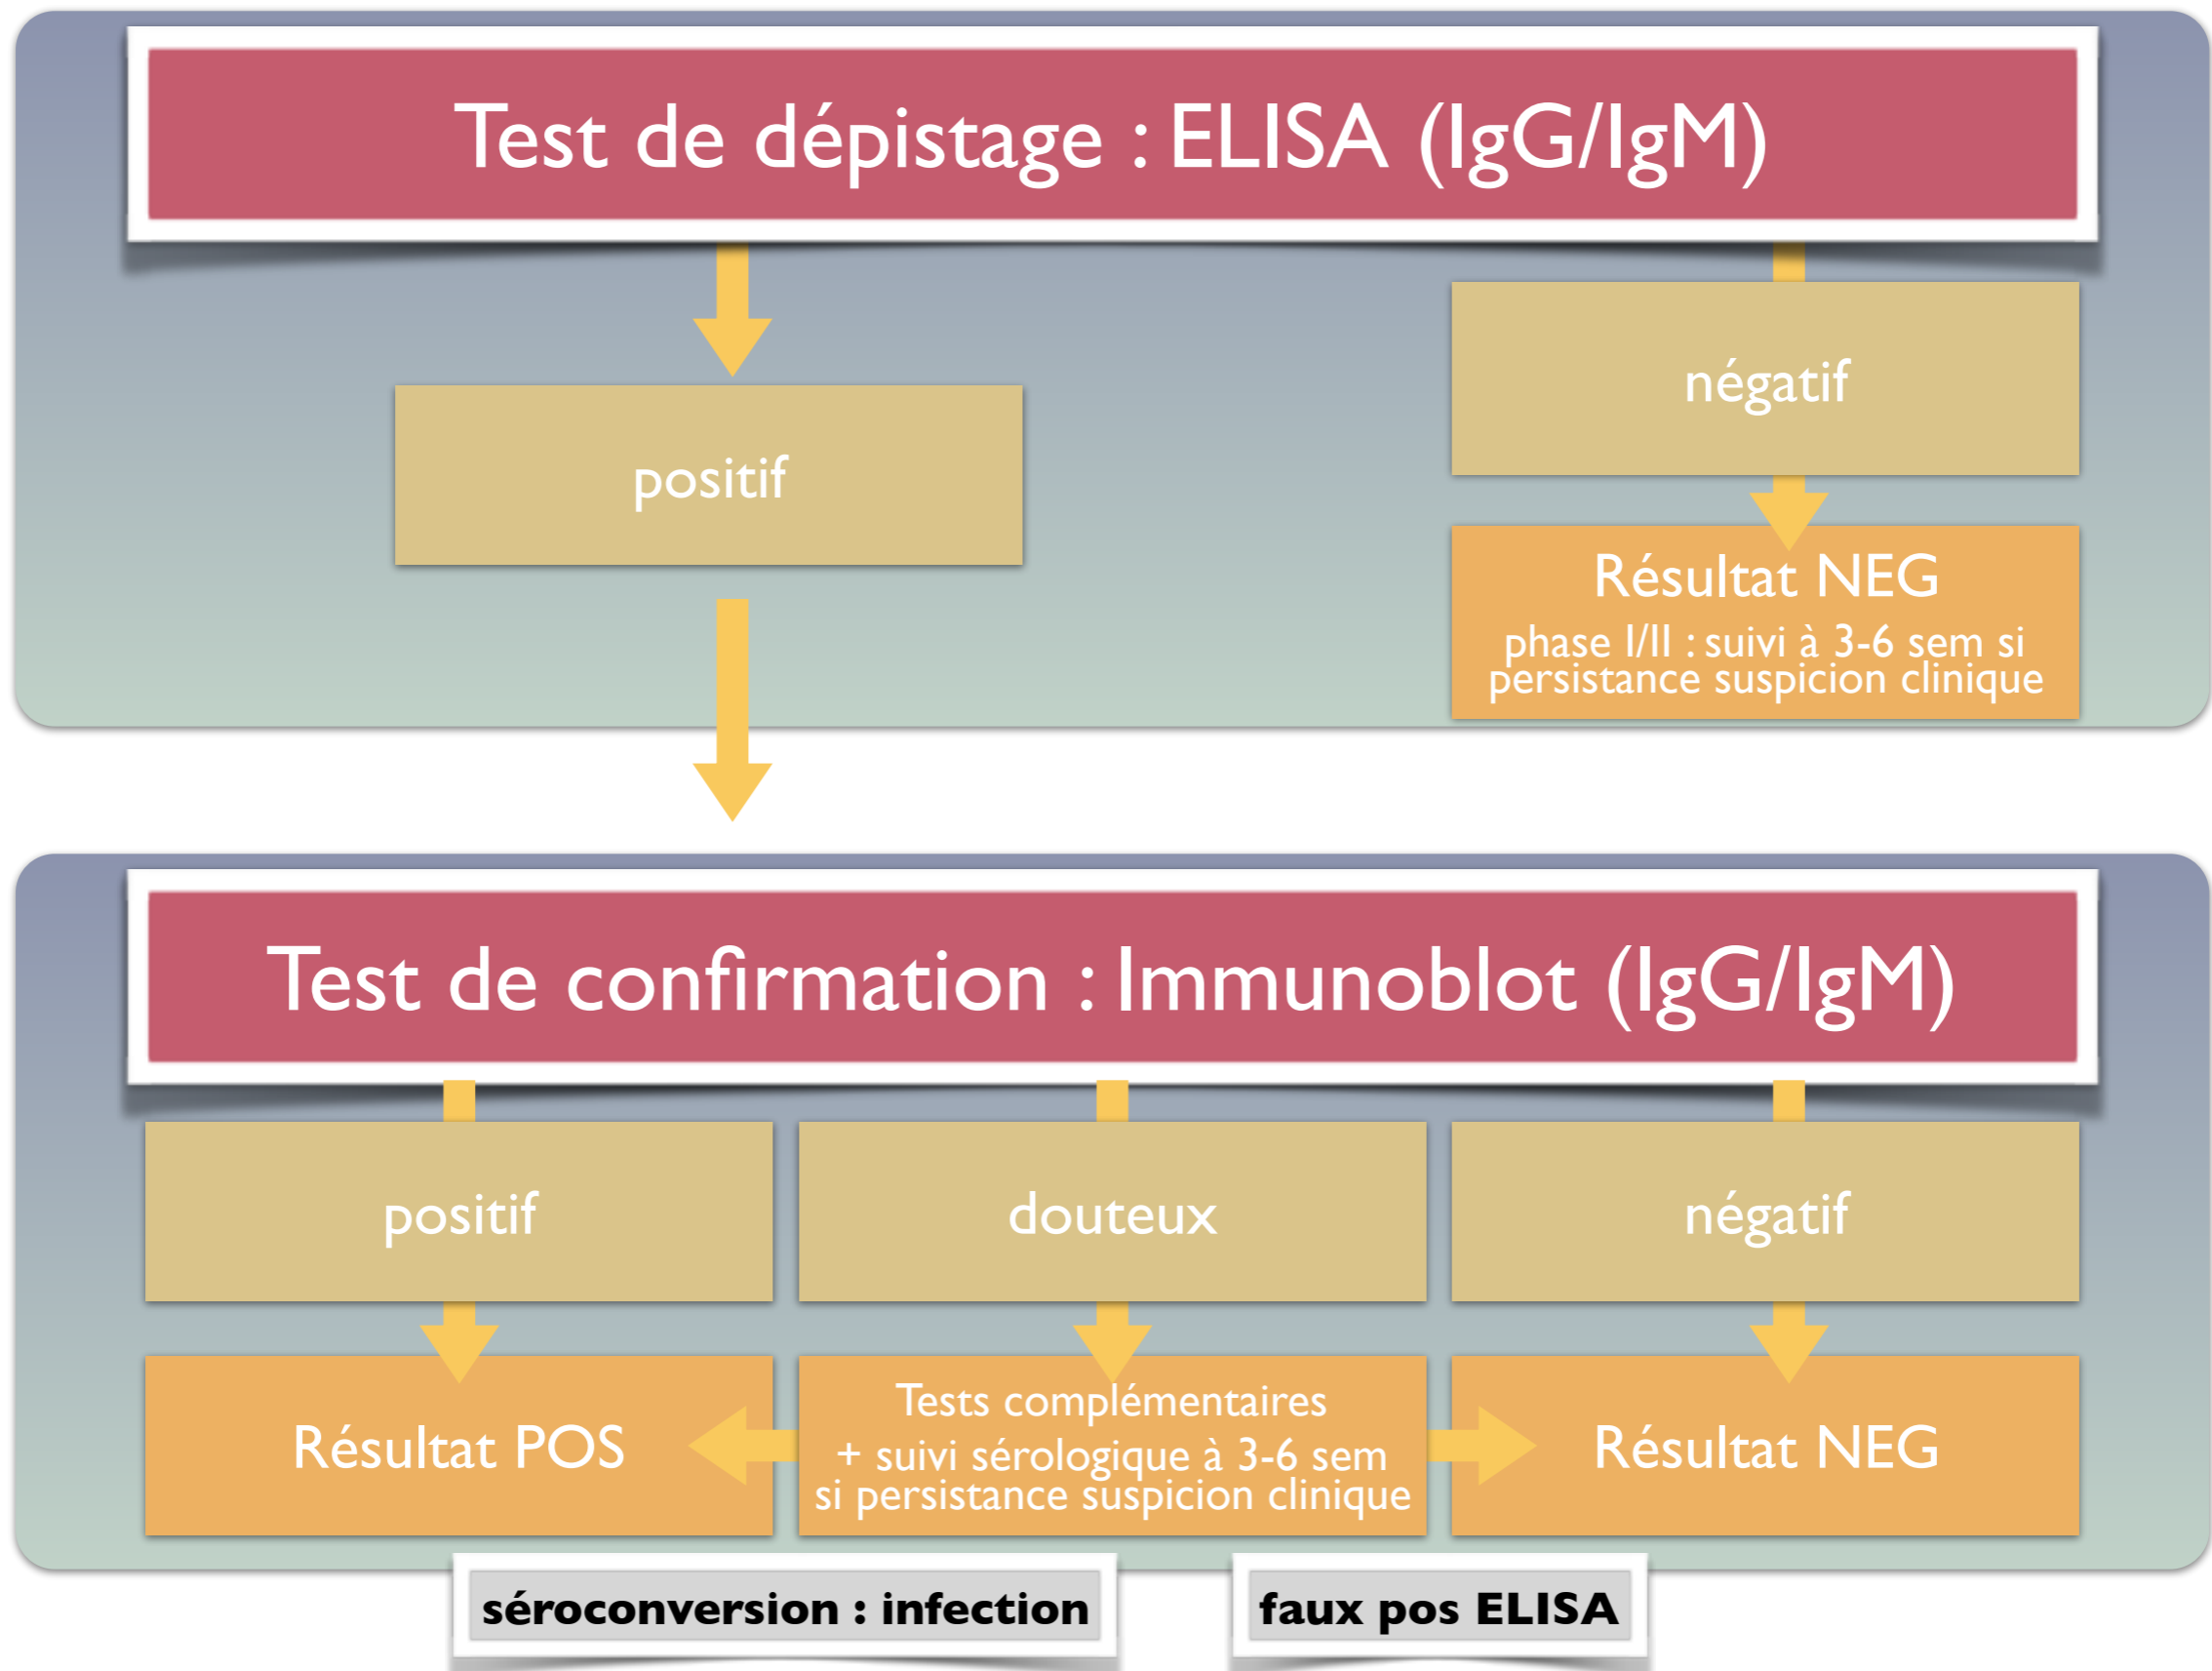 Test de dépistage : ELISA (IgG/IgM)
positif
négatif
Résultat NEG
phase I/II : suivi à 3-6 sem si
persistance suspicion clinique
Test de confirmation : Immunoblot (IgG/IgM)
positif
douteux
négatif
Résultat POS
Tests complémentaires
+ suivi sérologique à 3-6 sem
si persistance suspicion clinique
Résultat NEG
séroconversion : infection
faux pos ELISA